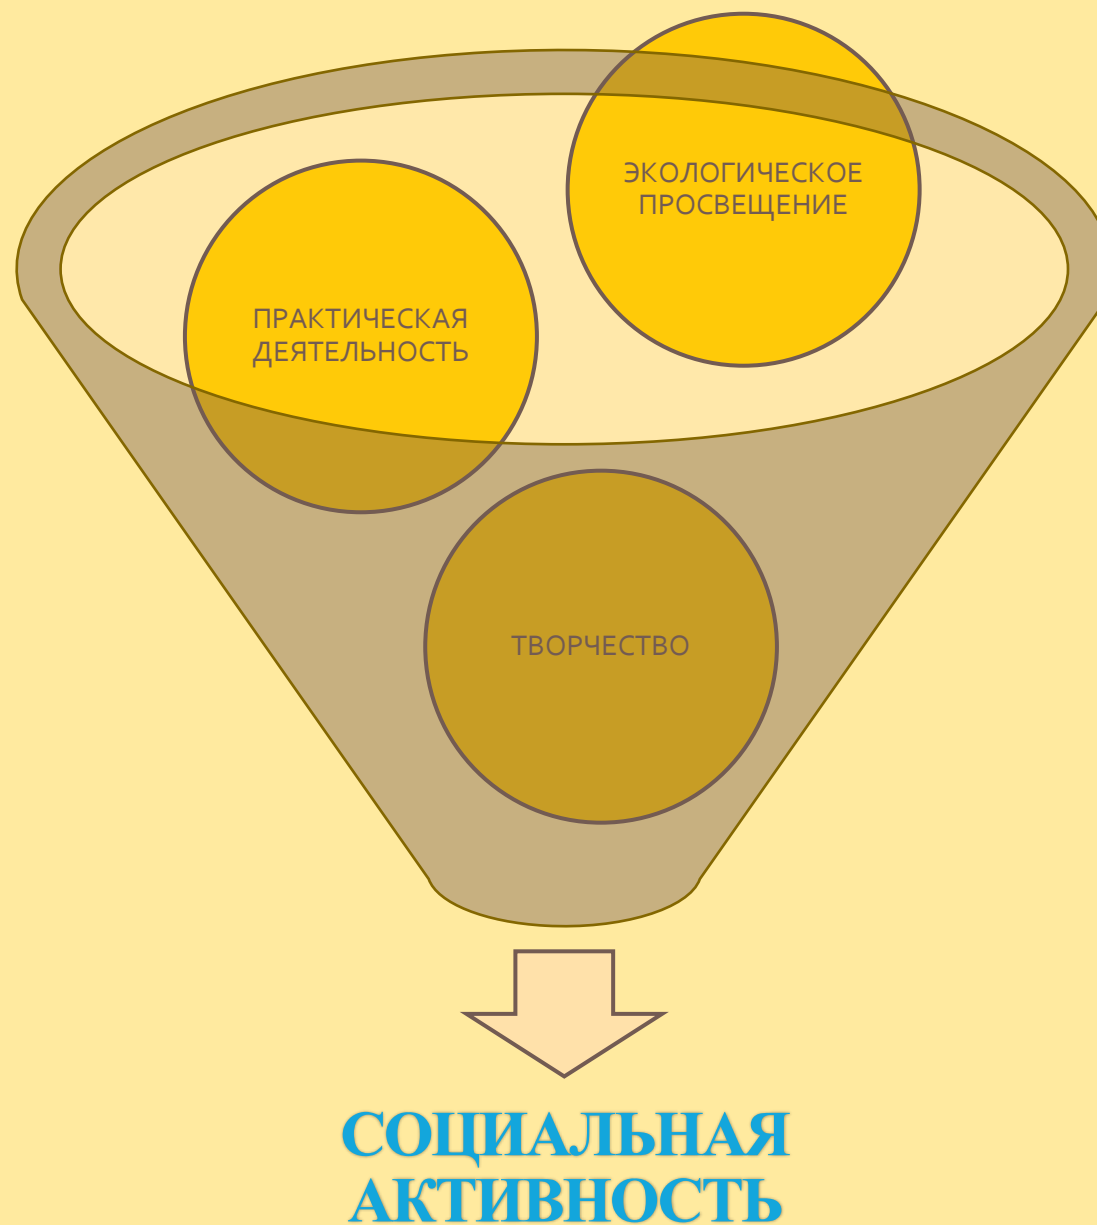 ЭКОЛОГИЧЕСКОЕ
ПРОСВЕЩЕНИЕ
ПРАКТИЧЕСКАЯ
ДЕЯТЕЛЬНОСТЬ
ТВОРЧЕСТВО
СОЦИАЛЬНАЯ
АКТИВНОСТЬ